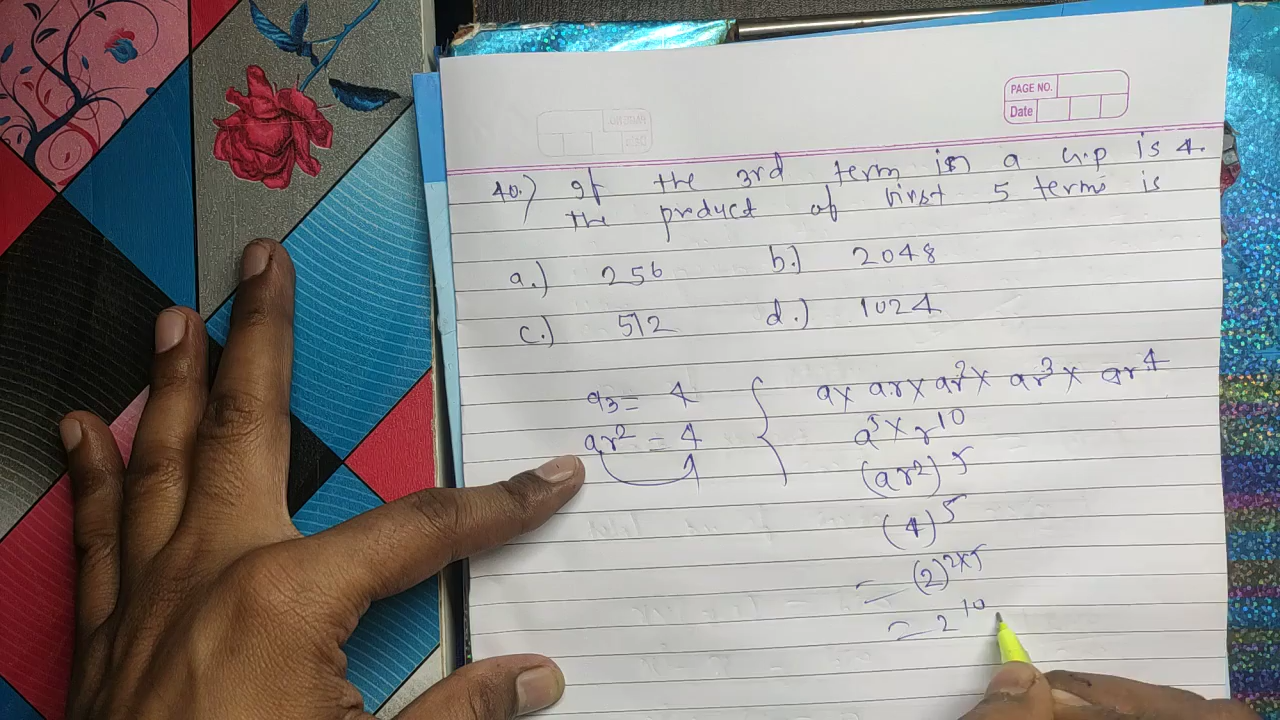 PAGE NO.
Date
40.) If the 3rd term in a G.P is 4.
the product of first 5 terms is
a.) 256 b.) 2048
c.) 512 d.) 1024
a₃ = 4
ar² = 4
a x ar x ar² x ar³ x ar⁴
a⁵ x r¹⁰
(ar²)⁵
(4)⁵
= (2)²ˣ⁵
= 2¹⁰